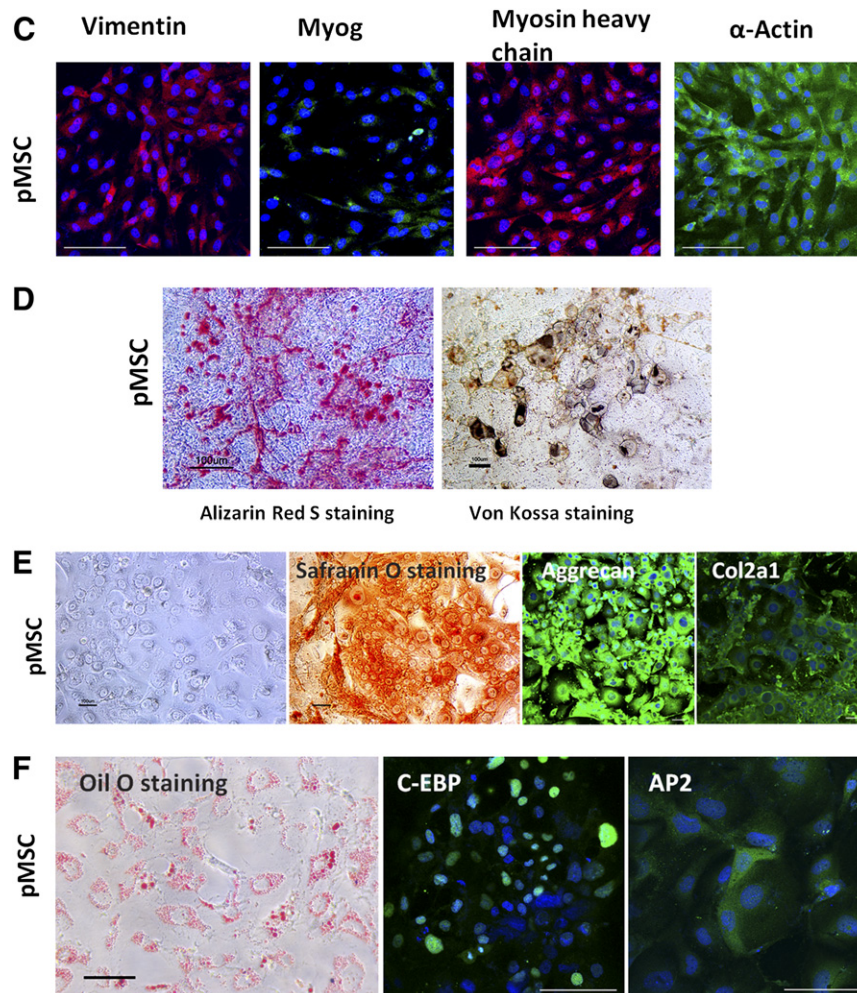 C
Vimentin
Myog
Myosin heavy
chain
α-Actin
pMSC
D
pMSC
100um
100um
Alizarin Red S staining
Von Kossa staining
E
pMSC
Safranin O staining
Aggrecan
Col2a1
F
pMSC
Oil O staining
C-EBP
AP2